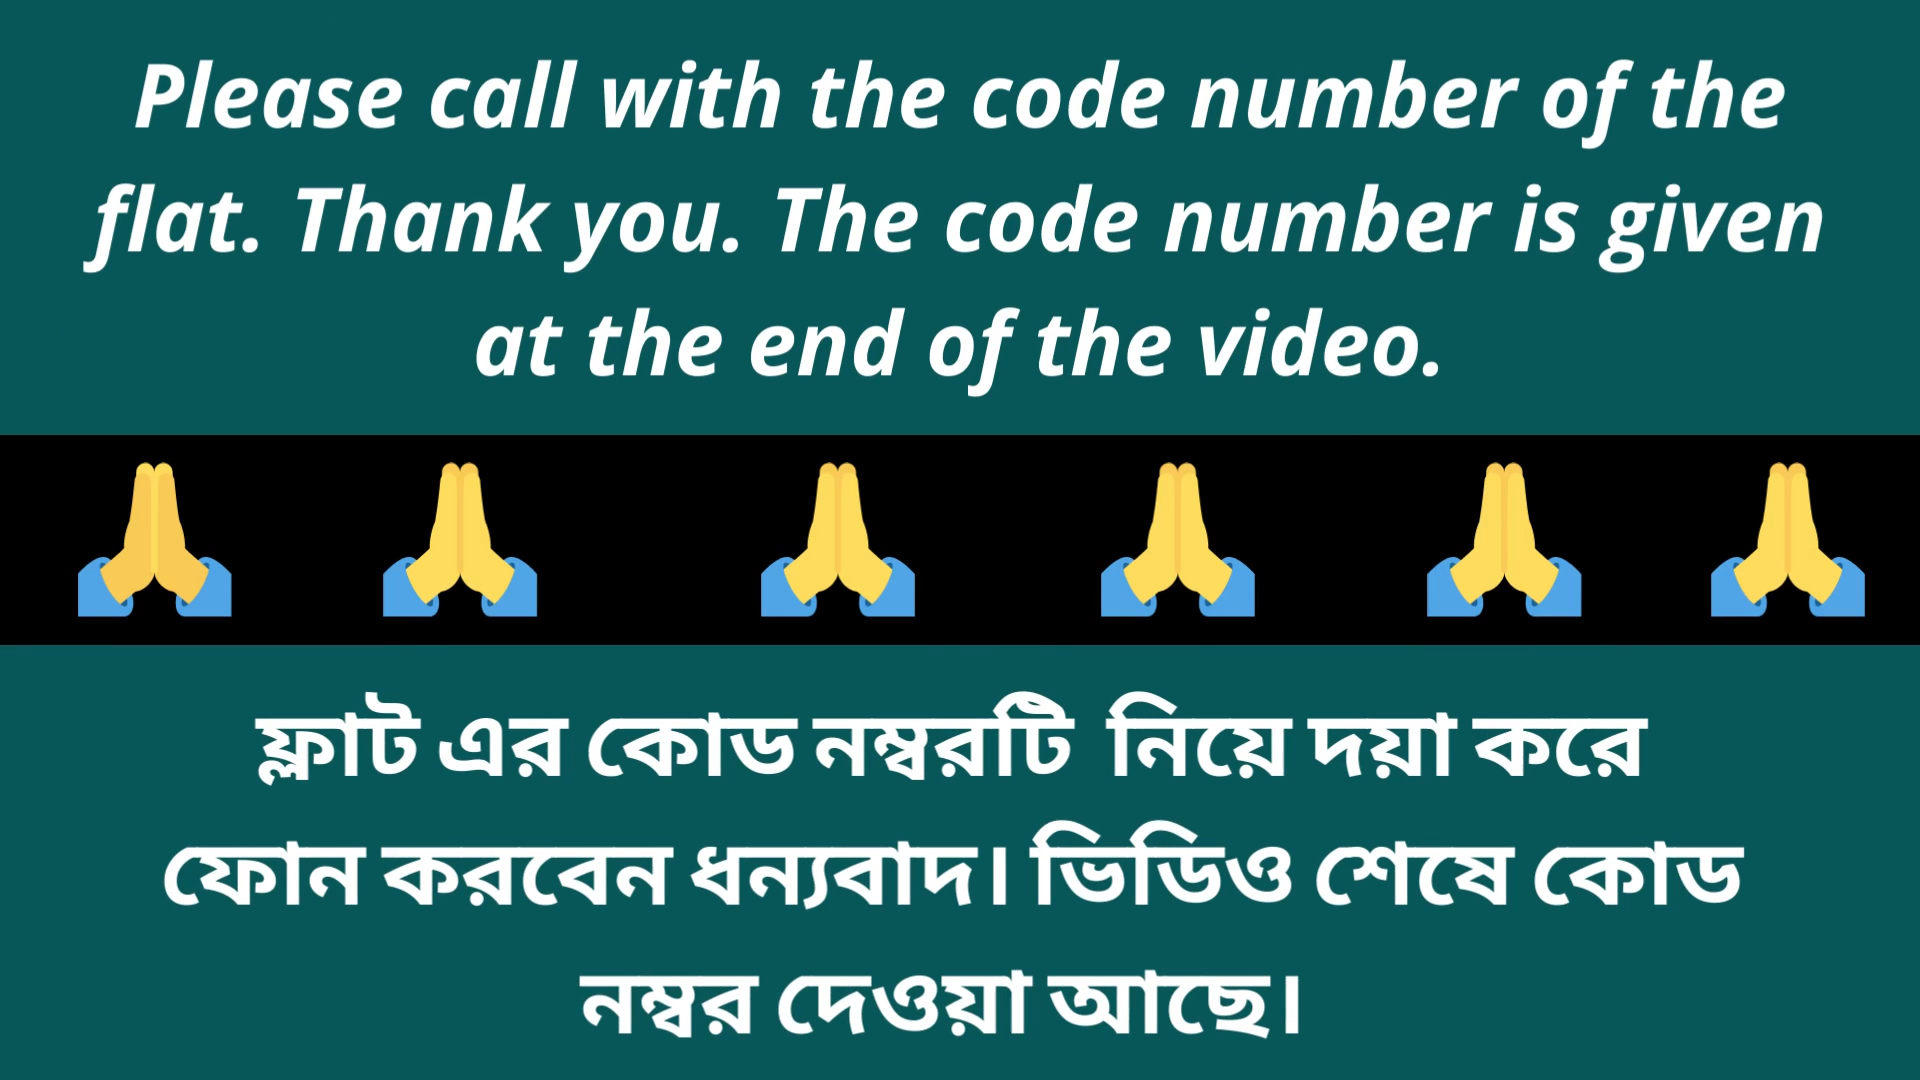 Please call with the code number of the
flat. Thank you. The code number is given
at the end of the video.
ফ্লাট এর কোড নম্বরটি নিয়ে দয়া করে
ফোন করবেন ধন্যবাদ। ভিডিও শেষে কোড
নম্বর দেওয়া আছে।